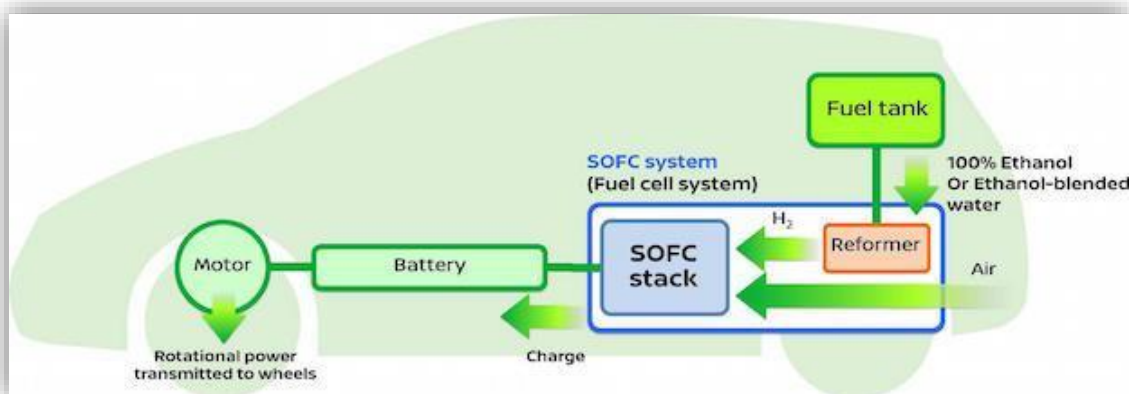 Fuel tank
SOFC system
(Fuel cell system)
100% Ethanol
Or Ethanol-blended
water
H₂
Reformer
SOFC
stack
Air
Motor
Battery
Charge
Rotational power
transmitted to wheels